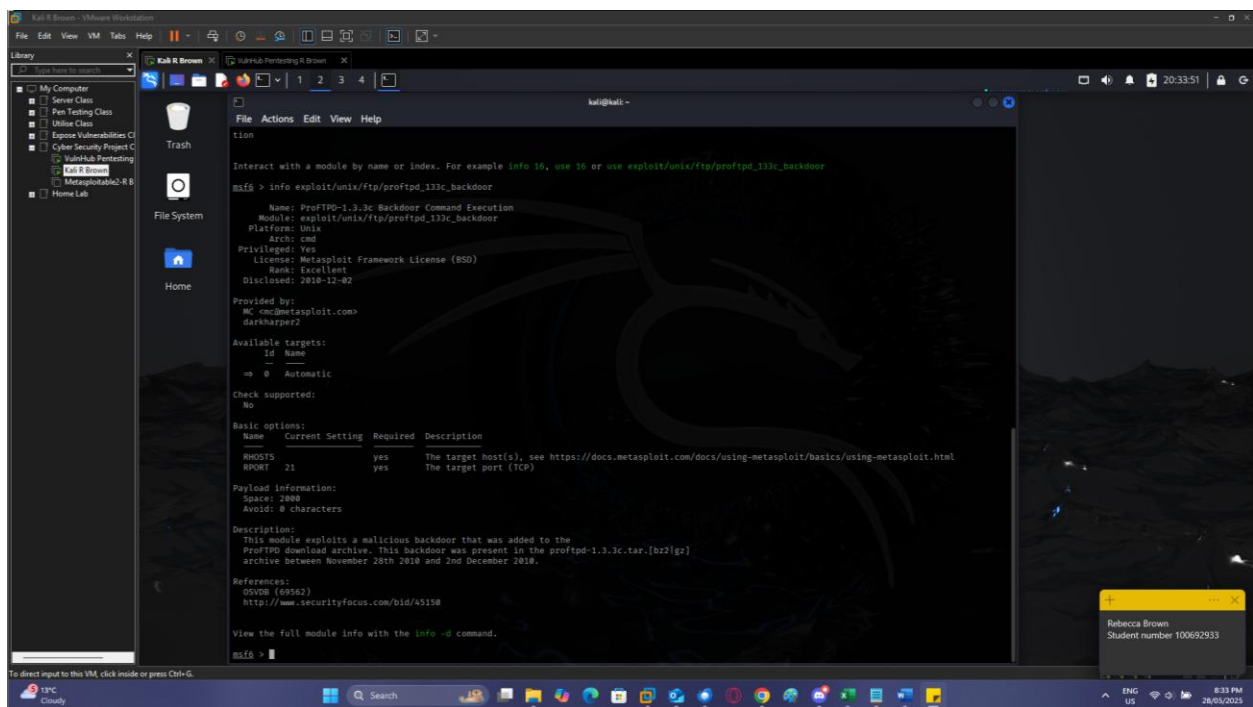 Kali R Brown - VMware Workstation
File Edit View VM Tabs Help
Library
Type here to search
My Computer
Server Class
Pen Testing Class
Utilise Class
Expose Vulnerabilities Cl
Cyber Security Project C
VulnHub Pentesting
Kali R Brown
Metasploitable2-R B
Home Lab
Kali R Brown
VulnHub Pentesting R Brown
1 2 3 4
20:33:51
Trash
File System
Home
kali@kali: ~
File Actions Edit View Help
tion
Interact with a module by name or index. For example info 16, use 16 or use exploit/unix/ftp/proftpd_133c_backdoor
msf6 > info exploit/unix/ftp/proftpd_133c_backdoor
Name: ProFTPD-1.3.3c Backdoor Command Execution
Module: exploit/unix/ftp/proftpd_133c_backdoor
Platform: Unix
Arch: cmd
Privileged: Yes
License: Metasploit Framework License (BSD)
Rank: Excellent
Disclosed: 2010-12-02
Provided by:
MC <mc@metasploit.com>
darkharper2
Available targets:
Id Name
-- ----
⇒ 0 Automatic
Check supported:
No
Basic options:
Name Current Setting Required Description
RHOSTS yes The target host(s), see https://docs.metasploit.com/docs/using-metasploit/basics/using-metasploit.html
RPORT 21 yes The target port (TCP)
Payload information:
Space: 2000
Avoid: 0 characters
Description:
This module exploits a malicious backdoor that was added to the
ProFTPD download archive. This backdoor was present in the proftpd-1.3.3c.tar.[bz2|gz]
archive between November 28th 2010 and 2nd December 2010.
References:
OSVDB (69562)
http://www.securityfocus.com/bid/45150
View the full module info with the info -d command.
msf6 >
Rebecca Brown
Student number 100692933
To direct input to this VM, click inside or press Ctrl+G.
13°C
Cloudy
Search
ENG
US
8:33 PM
28/05/2025